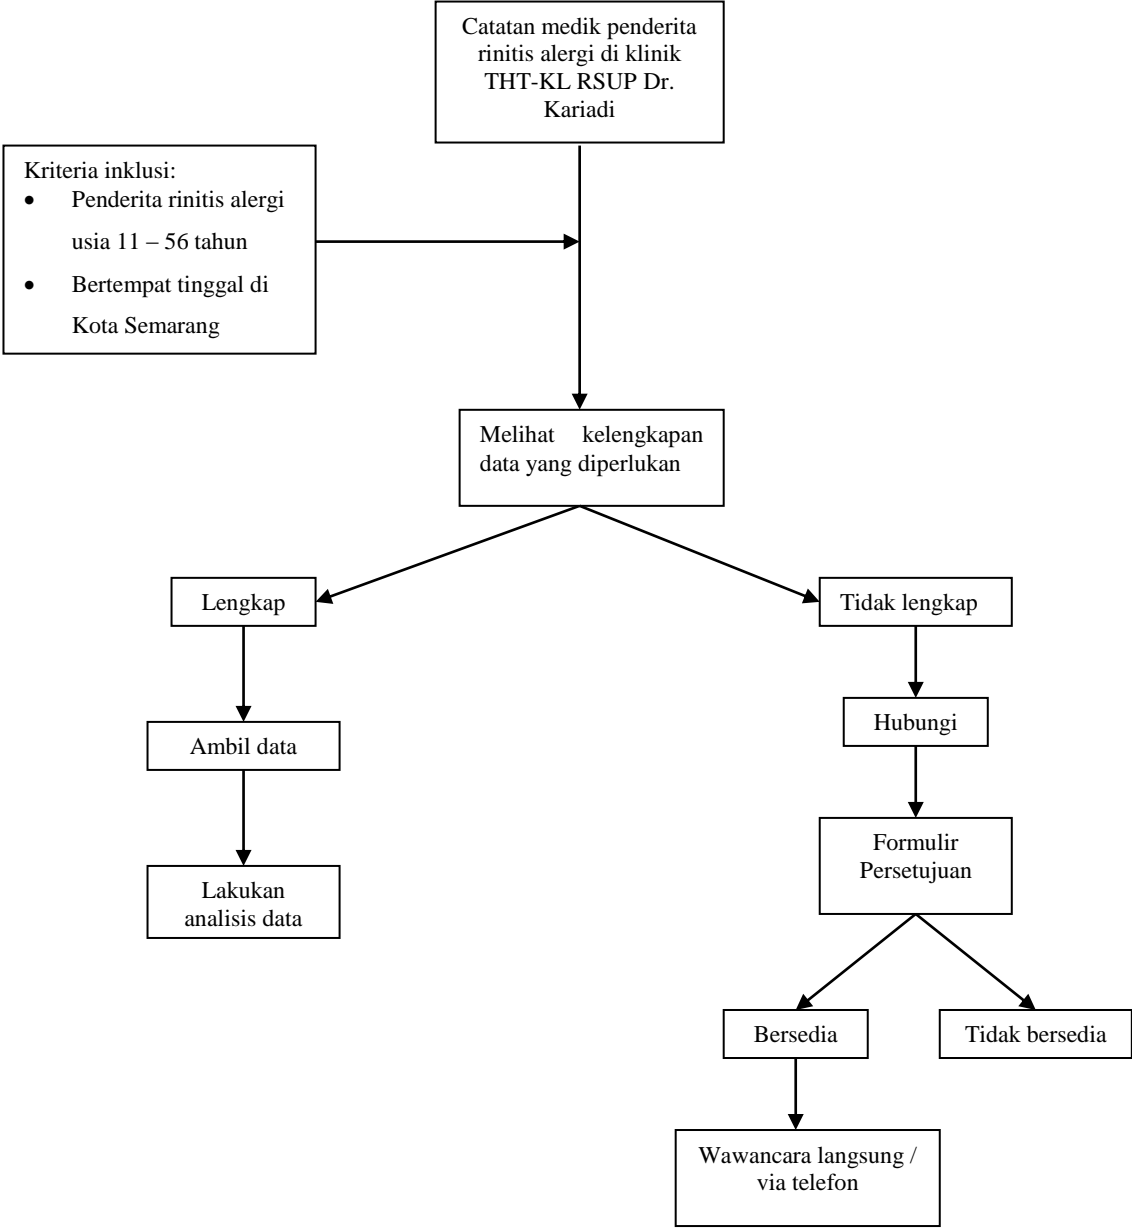 Catatan medik penderita
rinitis alergi di klinik
THT-KL RSUP Dr.
Kariadi
Kriteria inklusi:
• Penderita rinitis alergi
usia 11 – 56 tahun
• Bertempat tinggal di
Kota Semarang
Melihat kelengkapan
data yang diperlukan
Lengkap
Tidak lengkap
Hubungi
Ambil data
Formulir
Persetujuan
Lakukan
analisis data
Bersedia
Tidak bersedia
Wawancara langsung /
via telefon